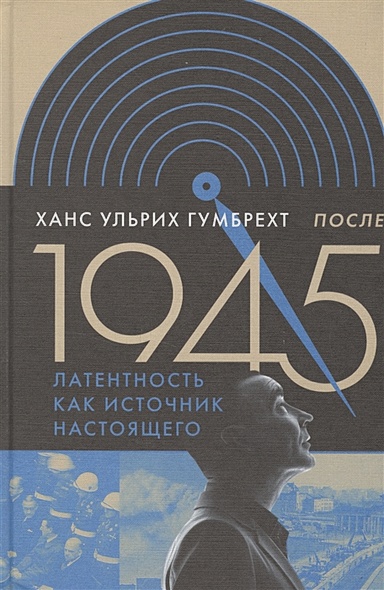 ХАНС УЛЬРИХ ГУМБРЕХТ ПОСЛЕ
1945
ЛАТЕНТНОСТЬ
КАК ИСТОЧНИК
НАСТОЯЩЕГО